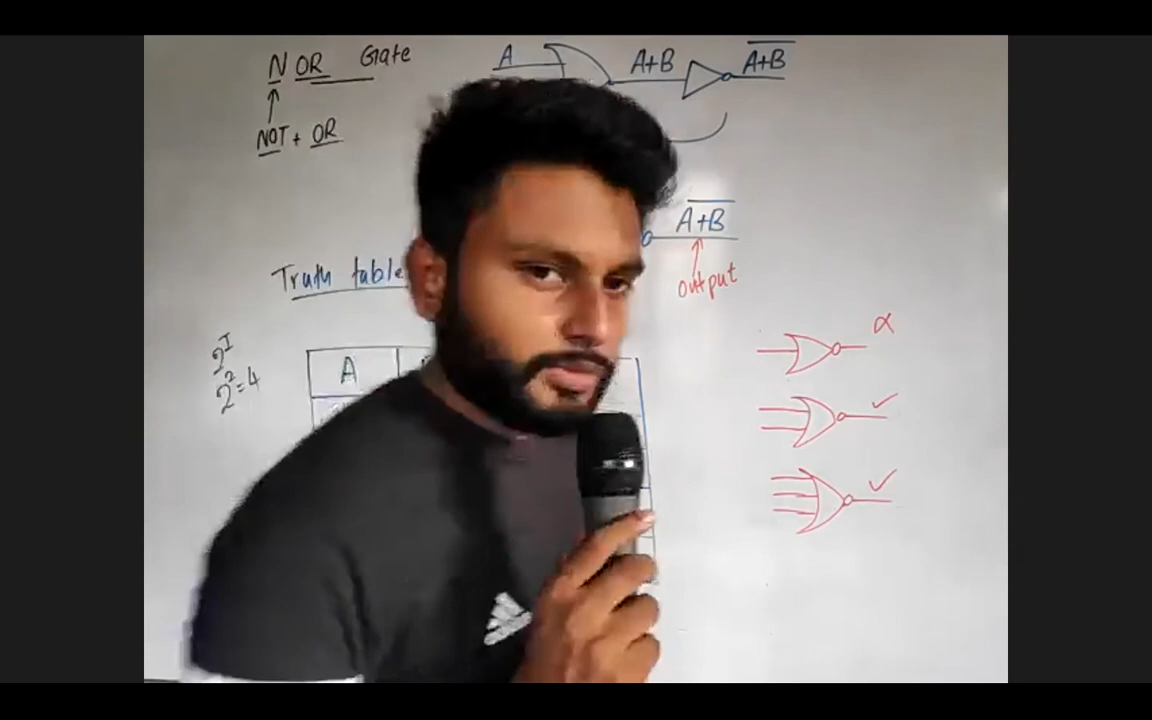 N OR Gate
A
A+B
A̅+̅B̅
NOT + OR
A̅+̅B̅
output
Truth table
2^I
2^2=4
A